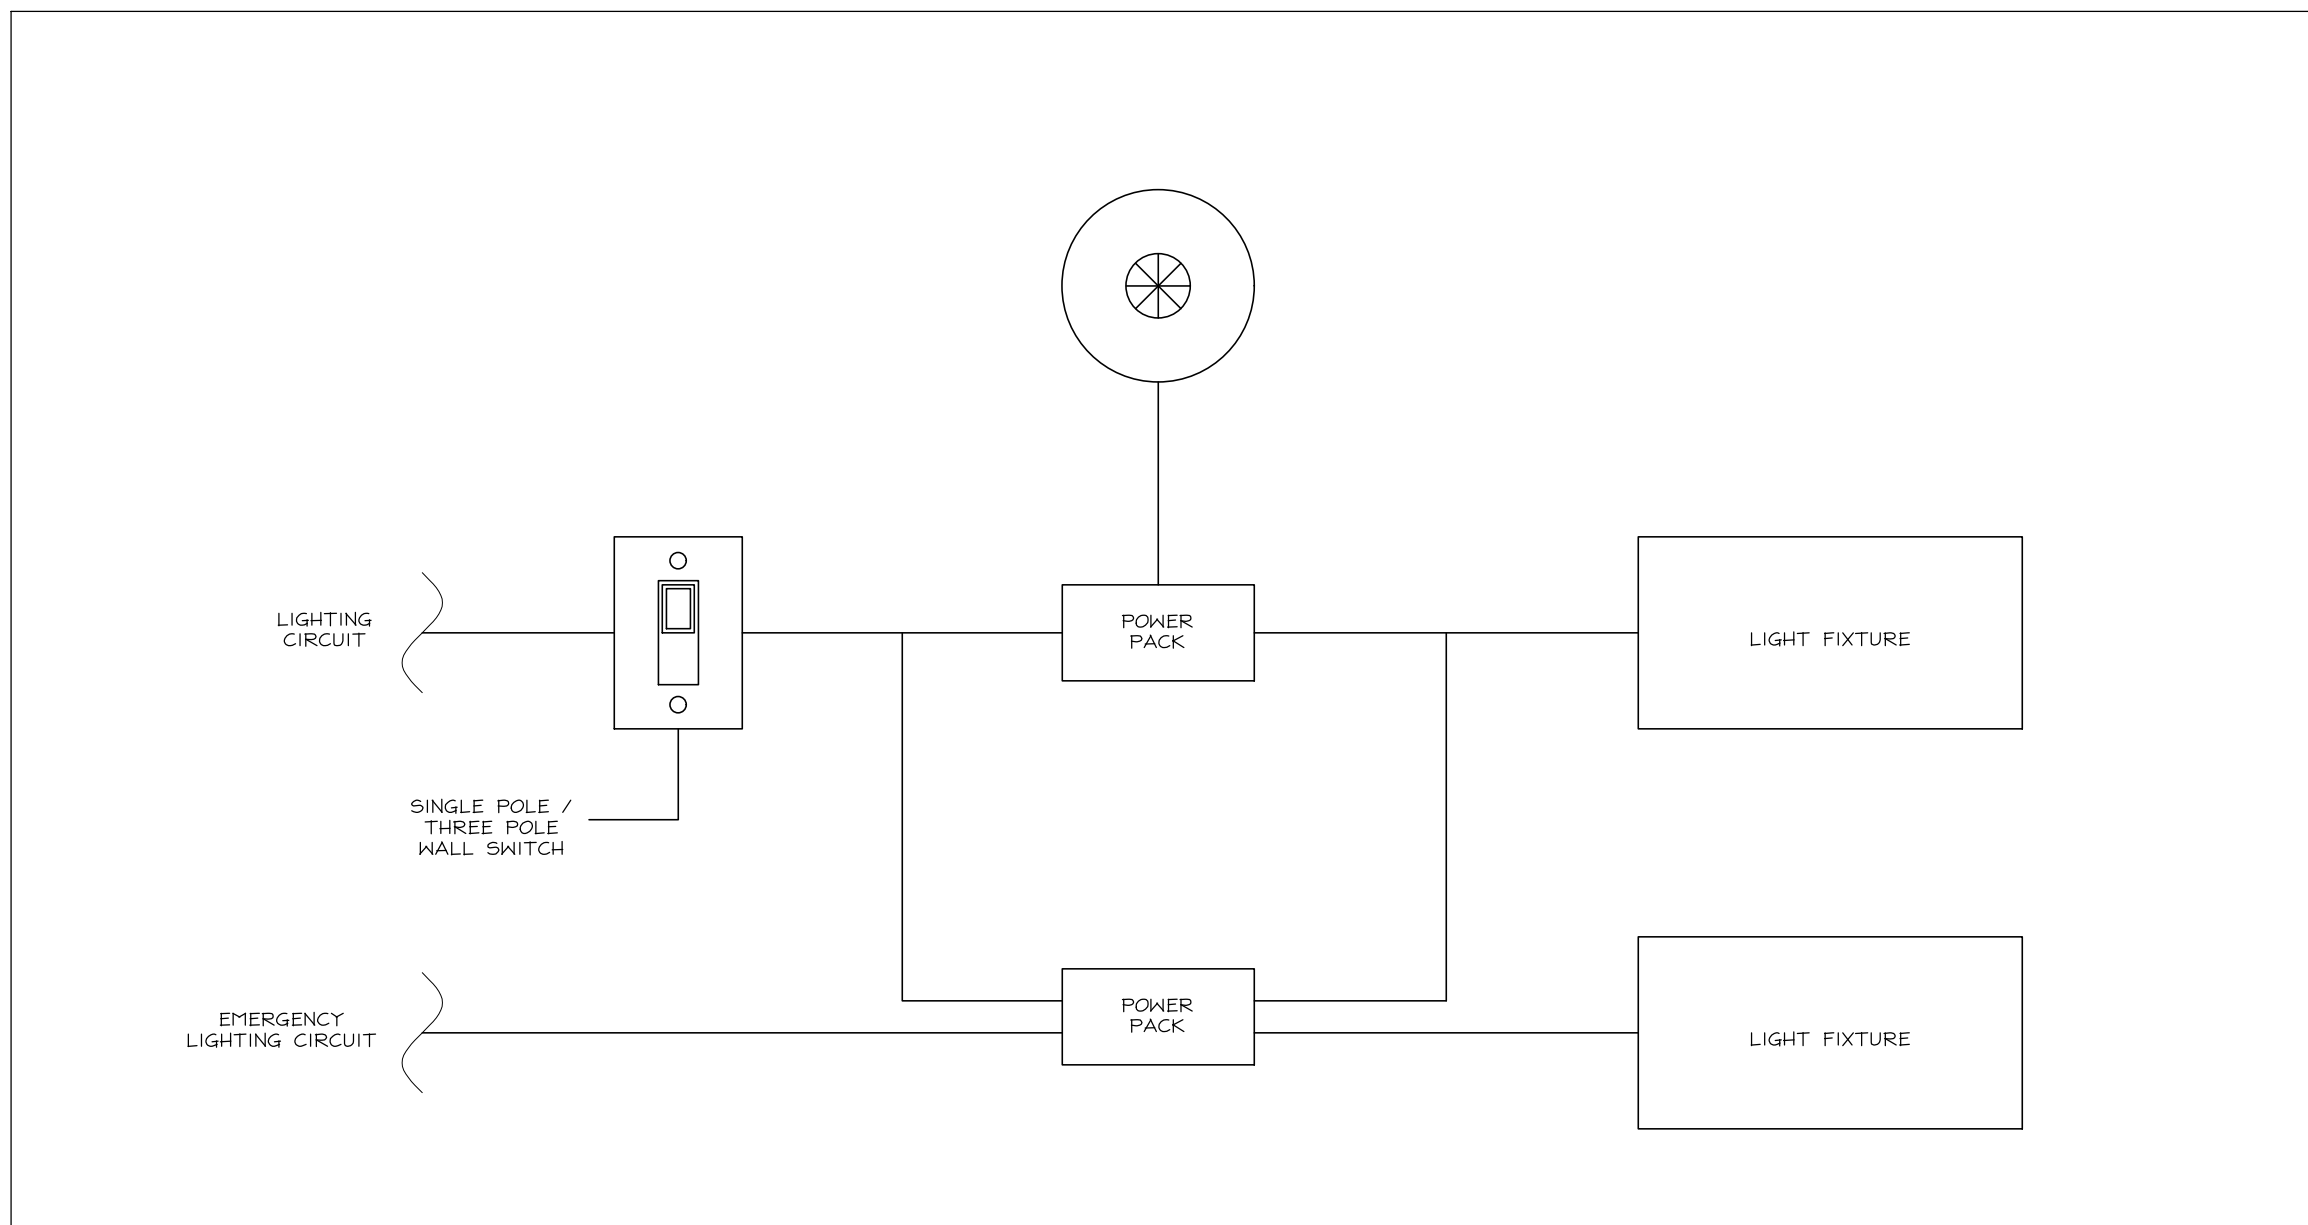 LIGHTING
CIRCUIT
POWER
PACK
LIGHT FIXTURE
SINGLE POLE /
THREE POLE
WALL SWITCH
EMERGENCY
LIGHTING CIRCUIT
POWER
PACK
LIGHT FIXTURE